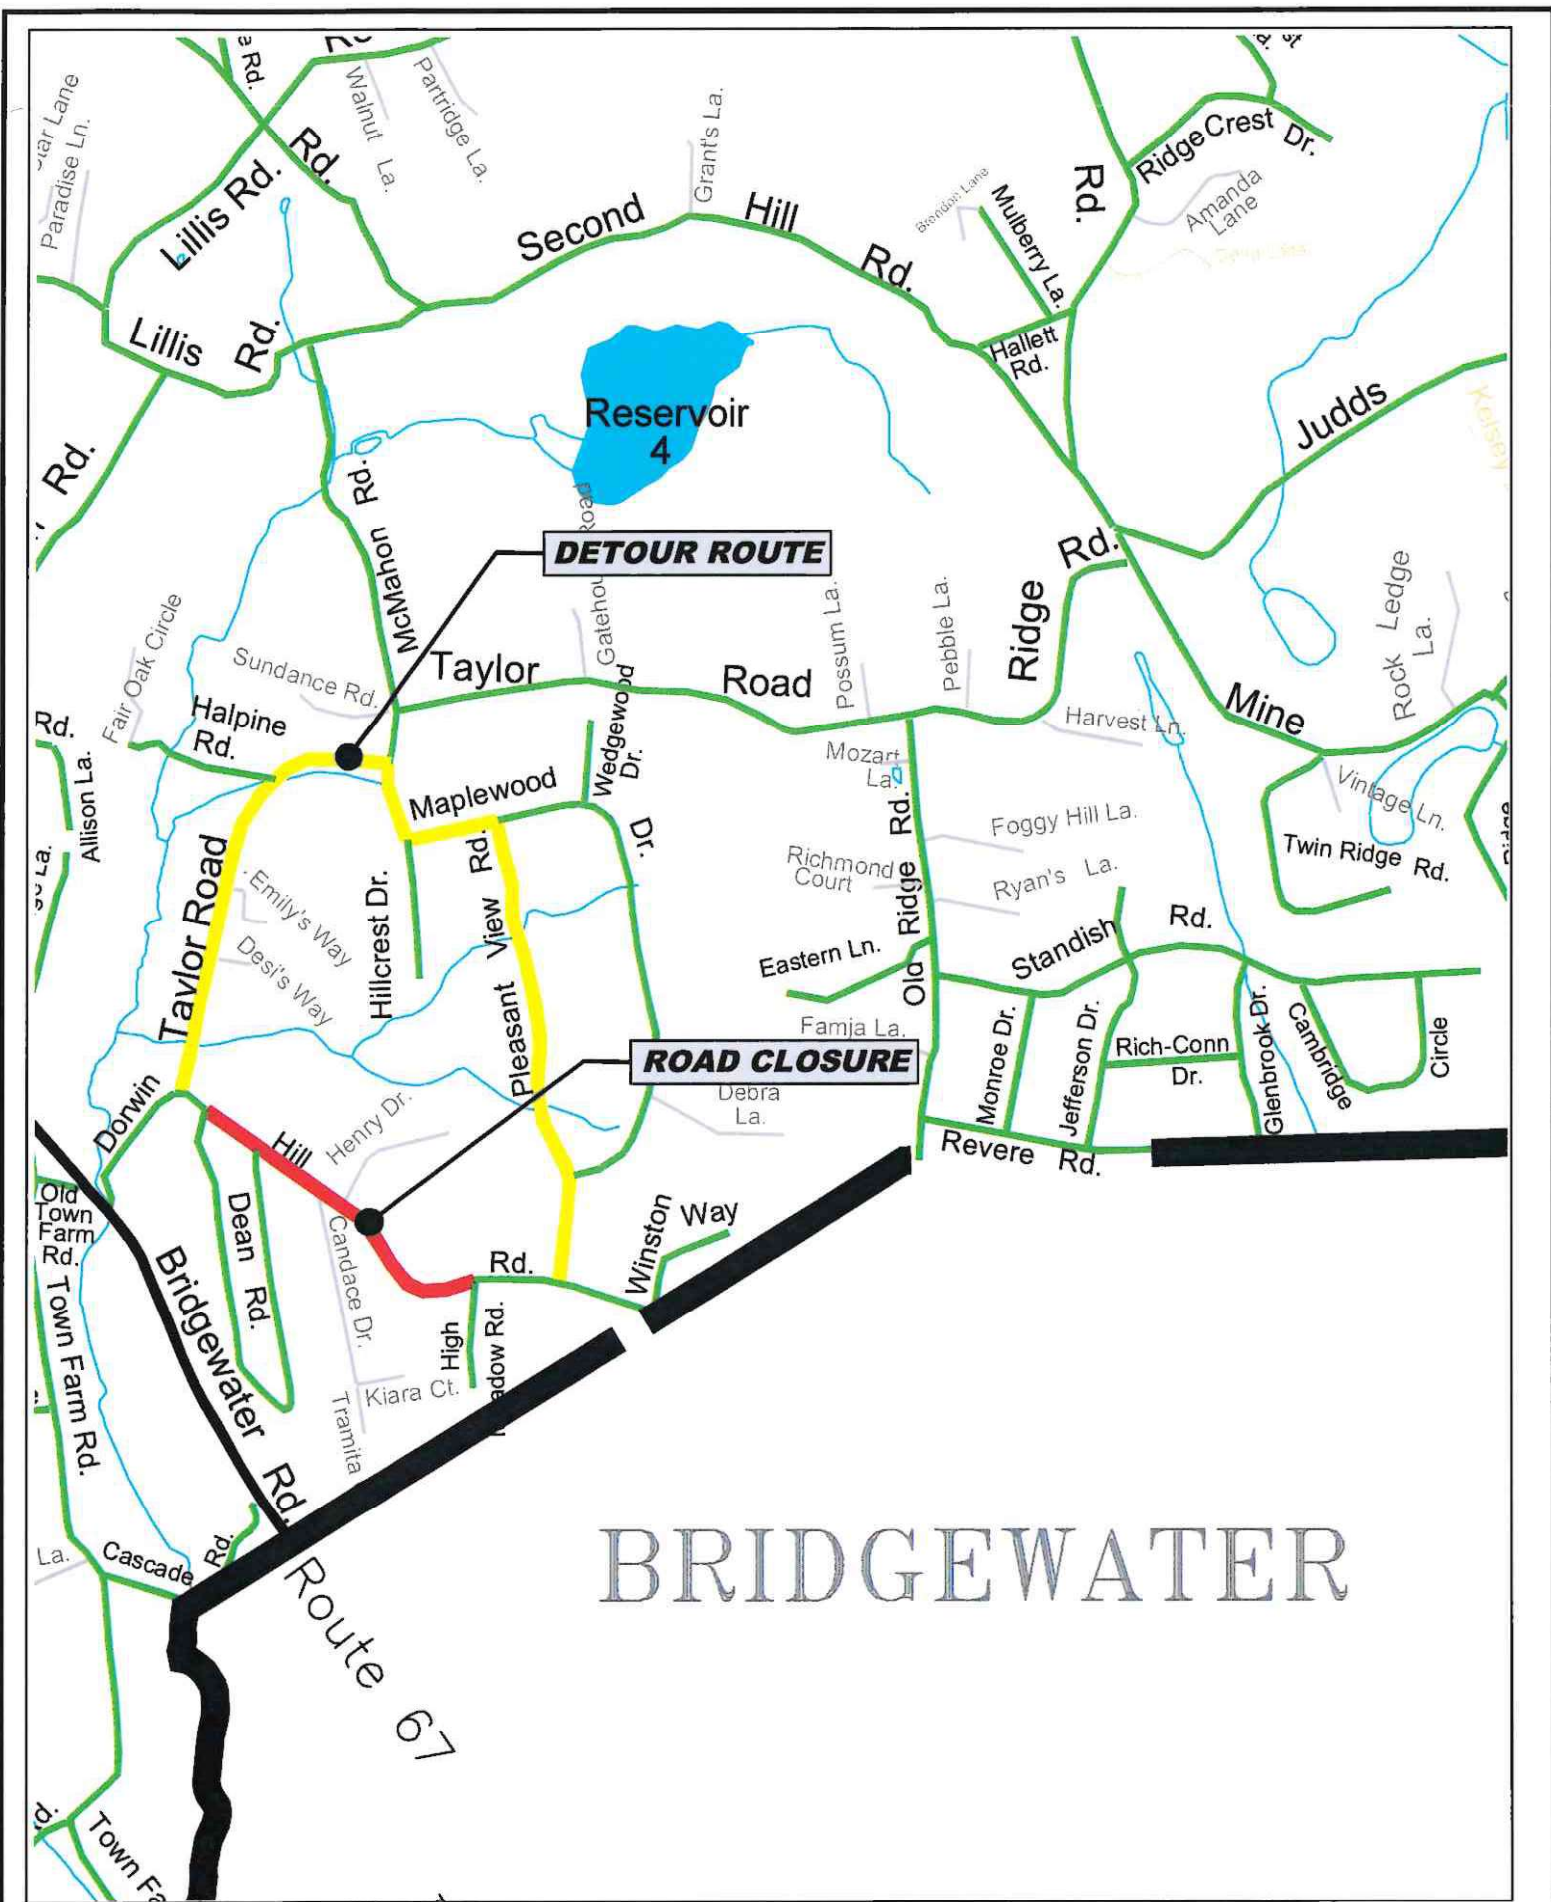 Rd.
Walnut La.
Partridge La.
Paradise Ln.
Lillis Rd.
Rd.
Grant's La.
Second Hill Rd.
Brendon Lane
Mulberry La.
Rd.
RidgeCrest Dr.
Amanda
Lane
Lillis Rd.
Hallett
Rd.
Reservoir
4
Judds
Kelsey
Rd.
McMahon Rd.
DETOUR ROUTE
Ridge Rd.
Rock Ledge
La.
Fair Oak Circle
Sundance Rd.
Taylor Road
Possum La.
Pebble La.
Halpine
Rd.
Rd.
Allison La.
Wedgewood
Dr.
Mozart
La.
Harvest Ln.
Mine
Vintage Ln.
Maplewood Dr.
Foggy Hill La.
Twin Ridge Rd.
Richmond
Court
Ryan's La.
Taylor Road
Emily's Way
Desi's Way
Hillcrest Dr.
Pleasant View Rd.
Old Ridge Rd.
Eastern Ln.
Standish Rd.
Famja La.
ROAD CLOSURE
Debra
La.
Monroe Dr.
Jefferson Dr.
Rich-Conn
Dr.
Glenbrook Dr.
Cambridge Circle
Revere Rd.
Dorwin Hill Rd.
Henry Dr.
Old
Town
Farm
Rd.
Dean Rd.
Candace Dr.
Winston Way
Town Farm Rd.
Bridgewater Rd.
High
Kiara Ct.
Tramita
La.
Cascade Rd.
BRIDGEWATER
Route 67